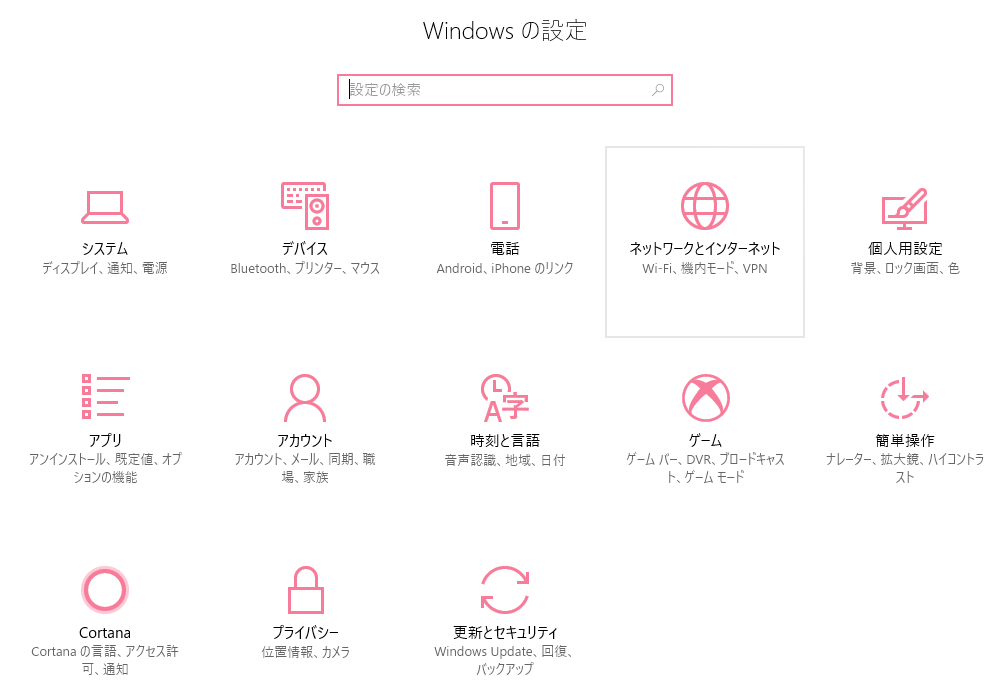 Windows の設定
設定の検索
システム
ディスプレイ、通知、電源
デバイス
Bluetooth、プリンター、マウス
電話
Android、iPhone のリンク
ネットワークとインターネット
Wi-Fi、機内モード、VPN
個人用設定
背景、ロック画面、色
アプリ
アンインストール、既定値、オプ
ションの機能
アカウント
アカウント、メール、同期、職
場、家族
時刻と言語
音声認識、地域、日付
A字
ゲーム
ゲーム バー、DVR、ブロードキャス
ト、ゲーム モード
簡単操作
ナレーター、拡大鏡、ハイコントラ
スト
Cortana
Cortana の言語、アクセス許
可、通知
プライバシー
位置情報、カメラ
更新とセキュリティ
Windows Update、回復、
バックアップ